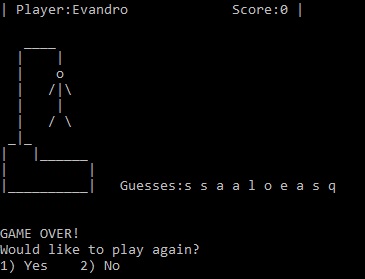 | Player:Evandro Score:0 |
Guesses:s s a a l o e a s q
GAME OVER!
Would like to play again?
1) Yes 2) No